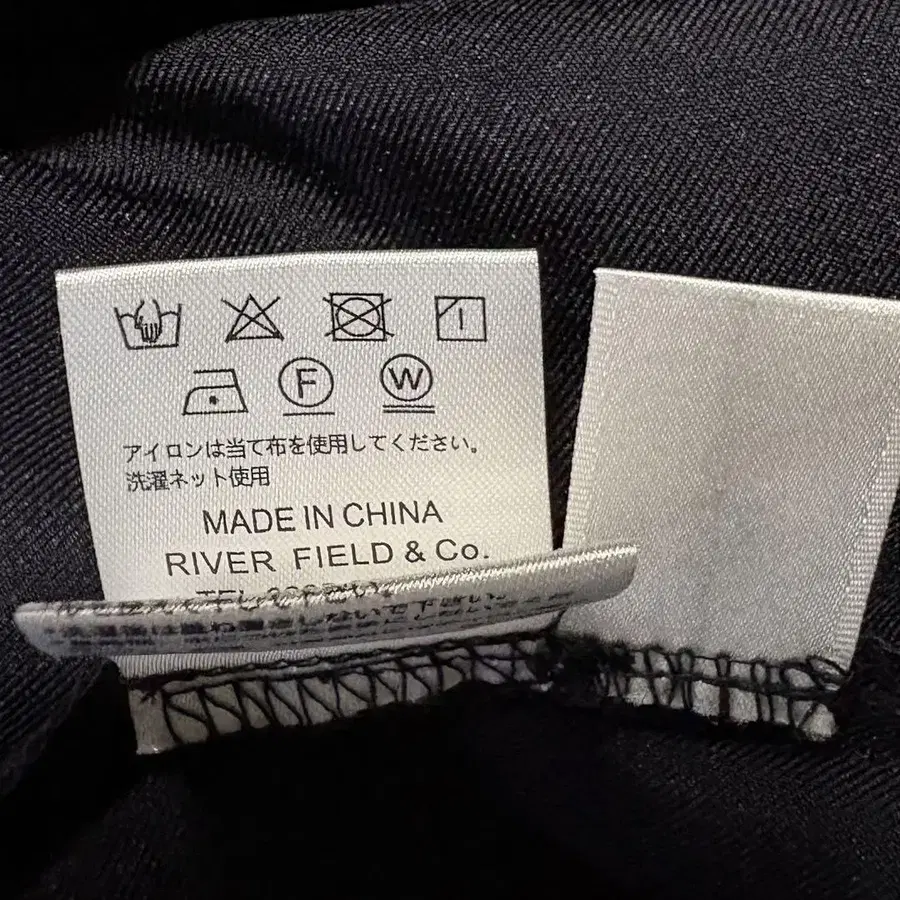 F W
アイロンは当て布を使用してください。
洗濯ネット使用
MADE IN CHINA
RIVER FIELD & Co.
TEL